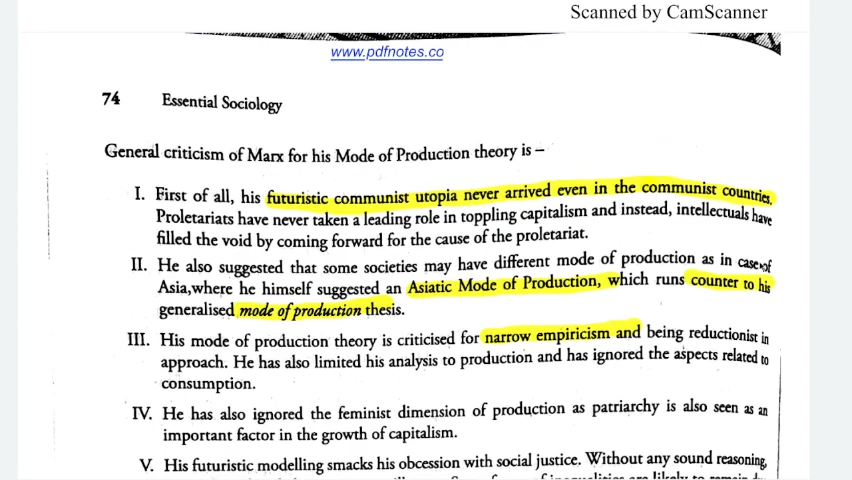 Scanned by CamScanner
www.pdfnotes.co
74 Essential Sociology
General criticism of Marx for his Mode of Production theory is –
I. First of all, his futuristic communist utopia never arrived even in the communist countries.
Proletariats have never taken a leading role in toppling capitalism and instead, intellectuals have
filled the void by coming forward for the cause of the proletariat.
II. He also suggested that some societies may have different mode of production as in case of
Asia,where he himself suggested an Asiatic Mode of Production, which runs counter to his
generalised mode of production thesis.
III. His mode of production theory is criticised for narrow empiricism and being reductionist in
approach. He has also limited his analysis to production and has ignored the aspects related to
consumption.
IV. He has also ignored the feminist dimension of production as patriarchy is also seen as an
important factor in the growth of capitalism.
V. His futuristic modelling smacks his obcession with social justice. Without any sound reasoning,